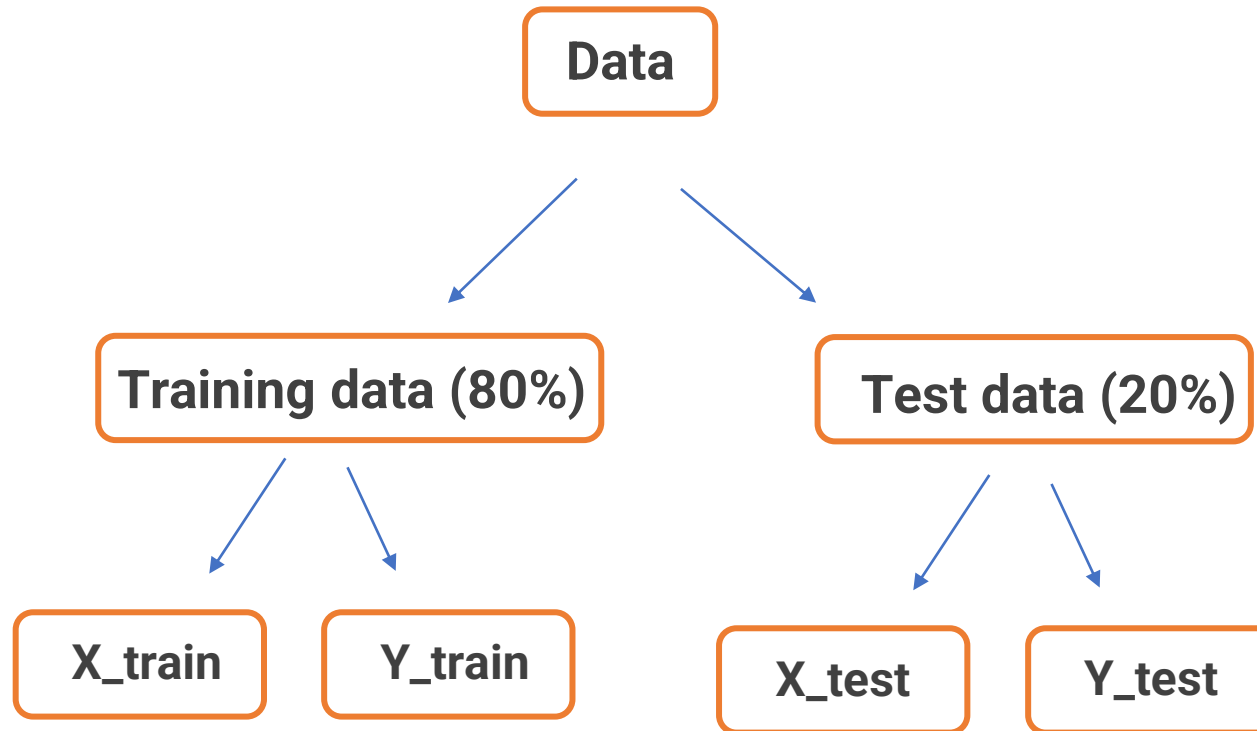 Data
Training data (80%)
Test data (20%)
X_train
Y_train
X_test
Y_test